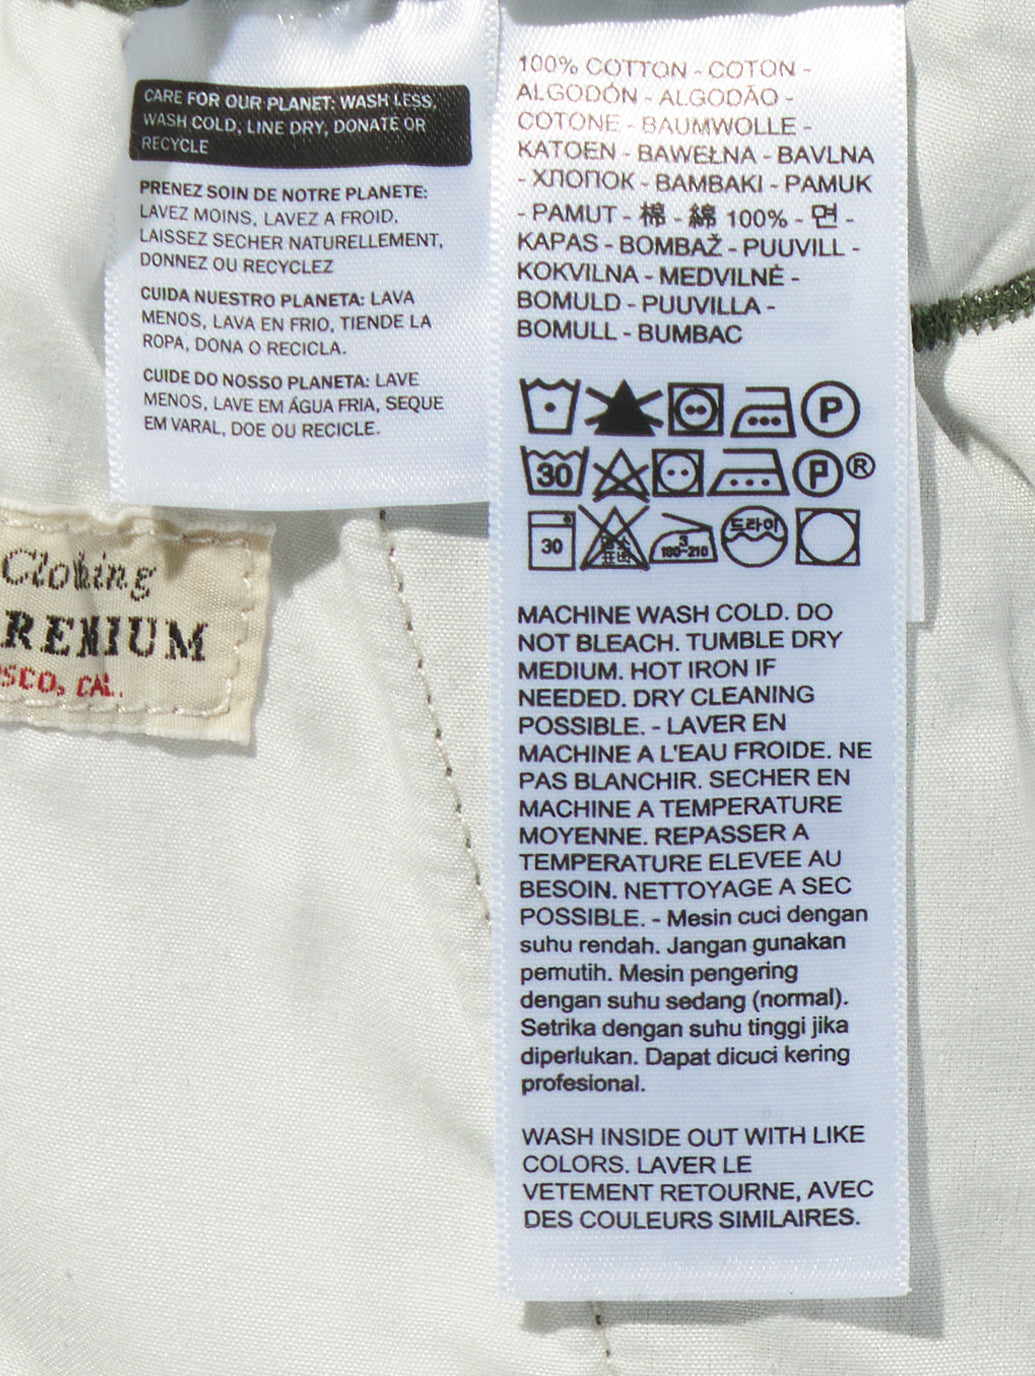 CARE FOR OUR PLANET: WASH LESS,
WASH COLD, LINE DRY, DONATE OR
RECYCLE
PRENEZ SOIN DE NOTRE PLANETE:
LAVEZ MOINS, LAVEZ A FROID,
LAISSEZ SECHER NATURELLEMENT,
DONNEZ OU RECYCLEZ
CUIDA NUESTRO PLANETA: LAVA
MENOS, LAVA EN FRIO, TIENDE LA
ROPA, DONA O RECICLA.
CUIDE DO NOSSO PLANETA: LAVE
MENOS, LAVE EM ÁGUA FRIA, SEQUE
EM VARAL, DOE OU RECICLE.
Clothing
REMIUM
SCO, CAL.
100% COTTON - COTON -
ALGODÓN - ALGODÃO -
COTONE - BAUMWOLLE -
KATOEN - BAWEŁNA - BAVLNA
- ХЛОПОК - BAMBAKI - PAMUK
- PAMUT - 棉 - 綿 100% - 면 -
KAPAS - BOMBAŽ - PUUVILL -
KOKVILNA - MEDVILNĖ -
BOMULD - PUUVILLA -
BOMULL - BUMBAC
P
30 P ®
30 염소 표백 3 180~210 드라이
MACHINE WASH COLD. DO
NOT BLEACH. TUMBLE DRY
MEDIUM. HOT IRON IF
NEEDED. DRY CLEANING
POSSIBLE. - LAVER EN
MACHINE A L'EAU FROIDE. NE
PAS BLANCHIR. SECHER EN
MACHINE A TEMPERATURE
MOYENNE. REPASSER A
TEMPERATURE ELEVEE AU
BESOIN. NETTOYAGE A SEC
POSSIBLE. - Mesin cuci dengan
suhu rendah. Jangan gunakan
pemutih. Mesin pengering
dengan suhu sedang (normal).
Setrika dengan suhu tinggi jika
diperlukan. Dapat dicuci kering
profesional.
WASH INSIDE OUT WITH LIKE
COLORS. LAVER LE
VETEMENT RETOURNE, AVEC
DES COULEURS SIMILAIRES.